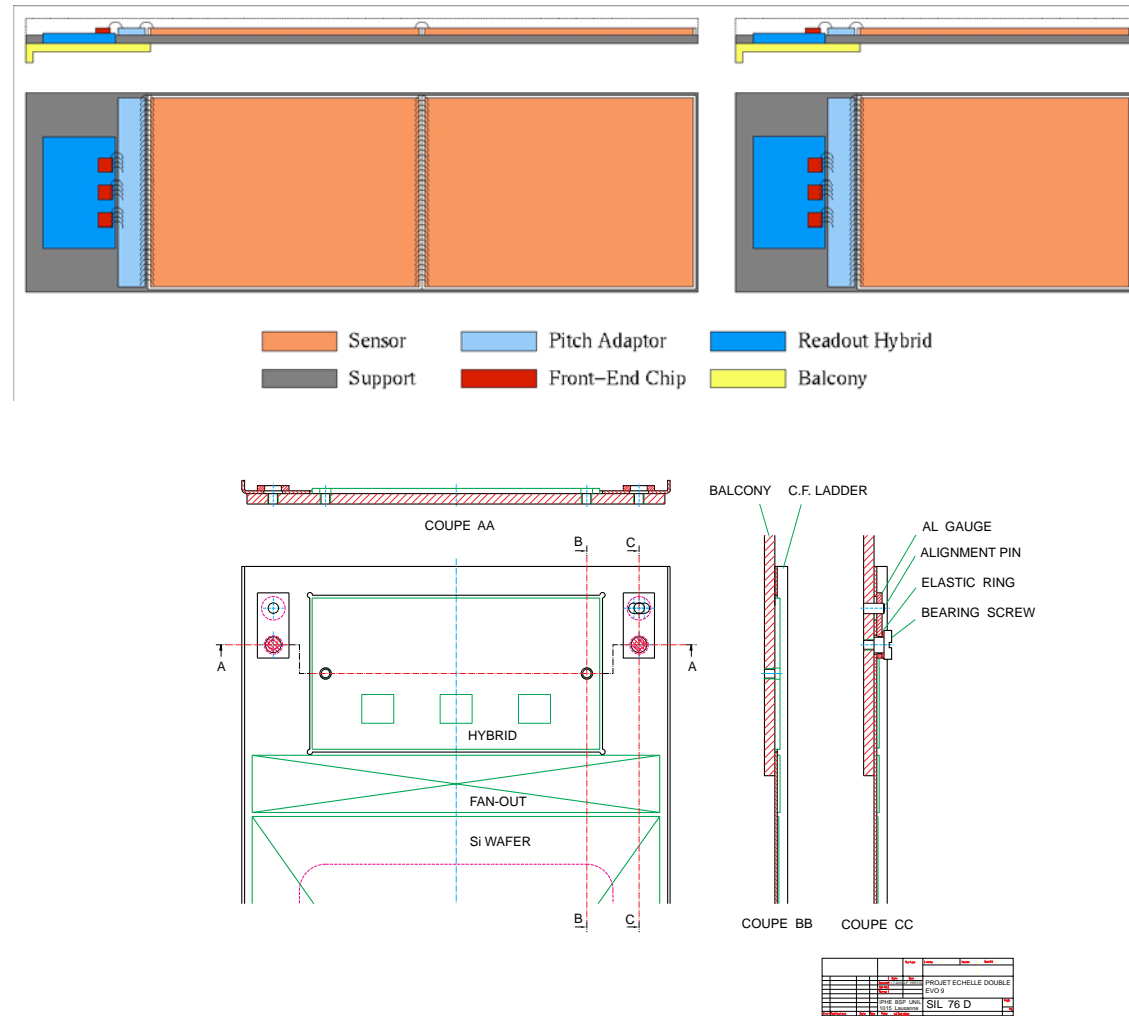 Sensor
Pitch Adaptor
Readout Hybrid
Support
Front–End Chip
Balcony
BALCONY
C.F. LADDER
COUPE AA
B
C
AL GAUGE
ALIGNMENT PIN
ELASTIC RING
BEARING SCREW
A
A
HYBRID
FAN-OUT
Si WAFER
B
C
COUPE BB
COUPE CC
PROJET ECHELLE DOUBLE
EVO 9
IPHE BSP UNIL
1015 Lausanne
SIL 76 D